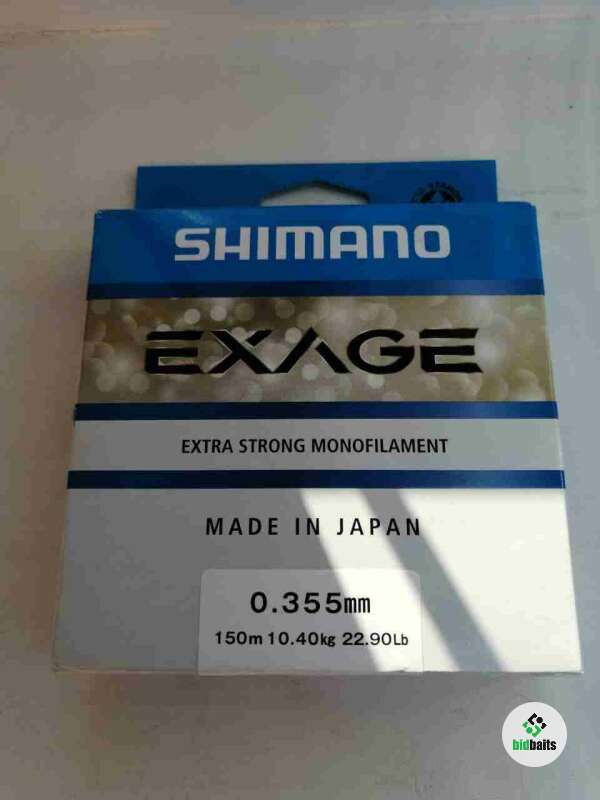 SHIMANO
EXAGE
EXTRA STRONG MONOFILAMENT
MADE IN JAPAN
0.355mm
150m 10.40kg 22.90Lb
bidbaits